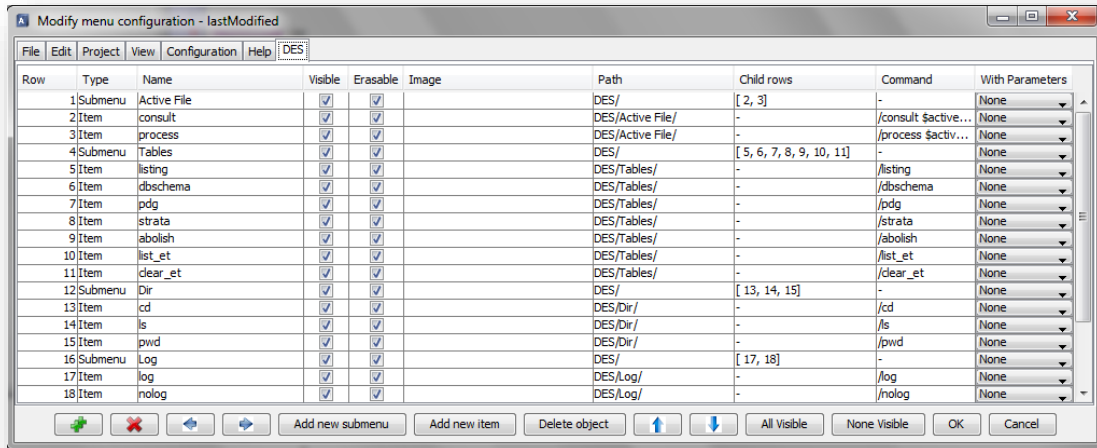 Modify menu configuration - lastModified
File Edit Project View Configuration Help DES
Row Type Name Visible Erasable Image Path Child rows Command With Parameters
1 Submenu Active File DES/ [ 2, 3] - None
2 Item consult DES/Active File/ - /consult $active... None
3 Item process DES/Active File/ - /process $activ... None
4 Submenu Tables DES/ [ 5, 6, 7, 8, 9, 10, 11] - None
5 Item listing DES/Tables/ - /listing None
6 Item dbschema DES/Tables/ - /dbschema None
7 Item pdg DES/Tables/ - /pdg None
8 Item strata DES/Tables/ - /strata None
9 Item abolish DES/Tables/ - /abolish None
10 Item list_et DES/Tables/ - /list_et None
11 Item clear_et DES/Tables/ - /clear_et None
12 Submenu Dir DES/ [ 13, 14, 15] - None
13 Item cd DES/Dir/ - /cd None
14 Item ls DES/Dir/ - /ls None
15 Item pwd DES/Dir/ - /pwd None
16 Submenu Log DES/ [ 17, 18] - None
17 Item log DES/Log/ - /log None
18 Item nolog DES/Log/ - /nolog None
Add new submenu Add new item Delete object All Visible None Visible OK Cancel